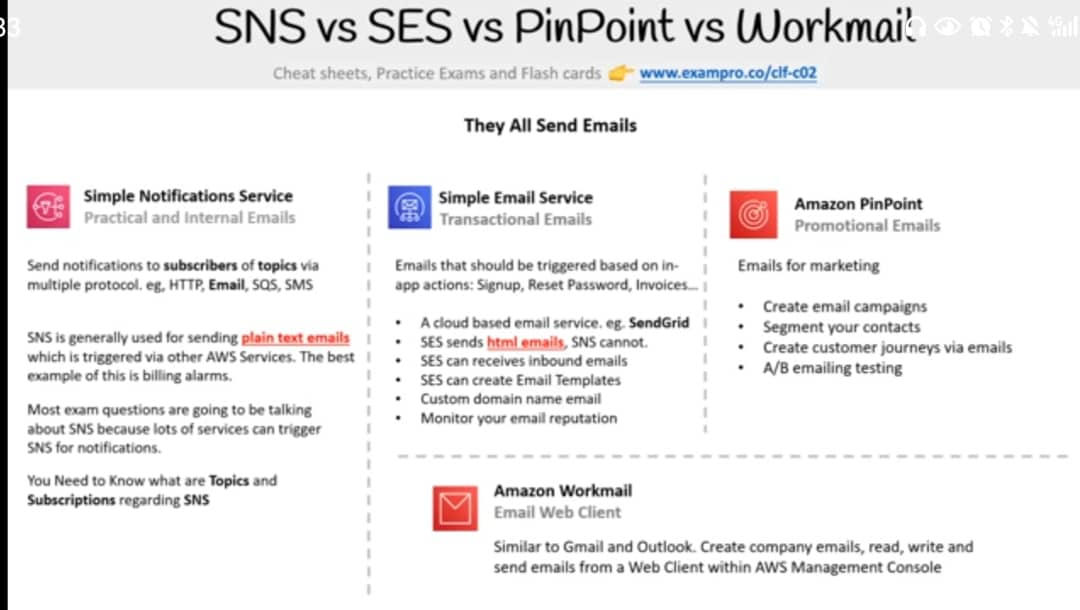 33
SNS vs SES vs PinPoint vs Workmail
4G
Cheat sheets, Practice Exams and Flash cards 👉 www.exampro.co/clf-c02
They All Send Emails
Simple Notifications Service
Practical and Internal Emails
Send notifications to subscribers of topics via
multiple protocol. eg, HTTP, Email, SQS, SMS
SNS is generally used for sending plain text emails
which is triggered via other AWS Services. The best
example of this is billing alarms.
Most exam questions are going to be talking
about SNS because lots of services can trigger
SNS for notifications.
You Need to Know what are Topics and
Subscriptions regarding SNS
Simple Email Service
Transactional Emails
Emails that should be triggered based on in-
app actions: Signup, Reset Password, Invoices...
• A cloud based email service. eg. SendGrid
• SES sends html emails, SNS cannot.
• SES can receives inbound emails
• SES can create Email Templates
• Custom domain name email
• Monitor your email reputation
Amazon PinPoint
Promotional Emails
Emails for marketing
• Create email campaigns
• Segment your contacts
• Create customer journeys via emails
• A/B emailing testing
Amazon Workmail
Email Web Client
Similar to Gmail and Outlook. Create company emails, read, write and
send emails from a Web Client within AWS Management Console